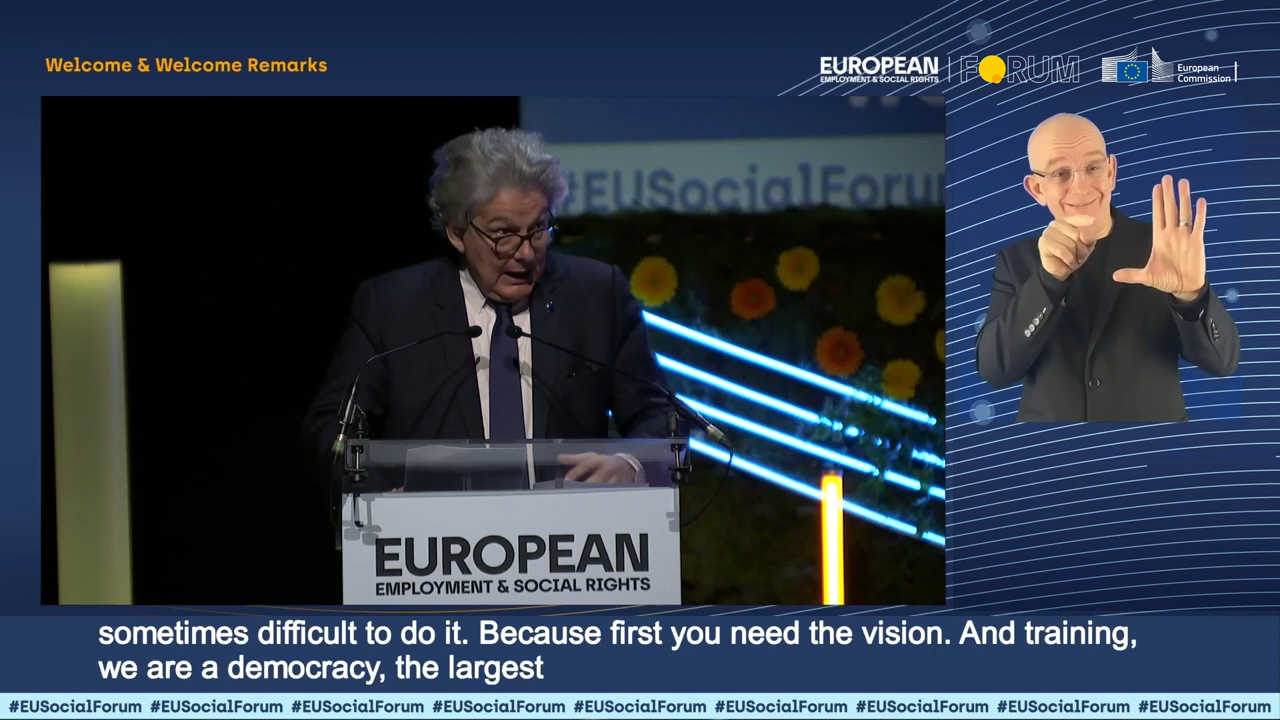 Welcome & Welcome Remarks
EUROPEAN
EMPLOYMENT & SOCIAL RIGHTS
FORUM
European
Commission
#EUSocialForu
EUROPEAN
EMPLOYMENT & SOCIAL RIGHTS
sometimes difficult to do it. Because first you need the vision. And training,
we are a democracy, the largest
#EUSocialForum #EUSocialForum #EUSocialForum #EUSocialForum #EUSocialForum #EUSocialForum #EUSocialForum #EUSocialForum #EUSocialForum